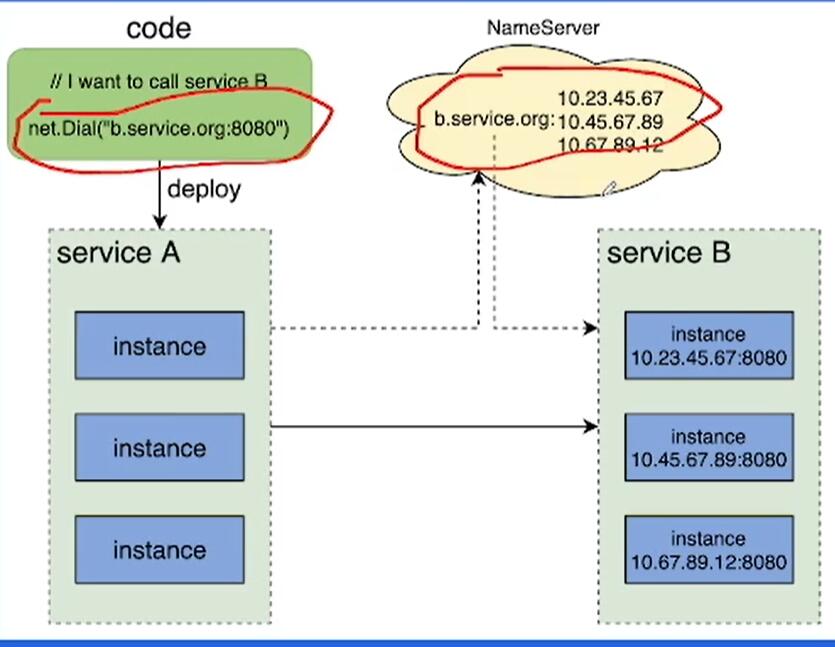 code
NameServer
// I want to call service B
net.Dial("b.service.org:8080")
10.23.45.67
b.service.org:
10.45.67.89
10.67.89.12
deploy
service A
service B
instance
instance
10.23.45.67:8080
instance
instance
10.45.67.89:8080
instance
instance
10.67.89.12:8080